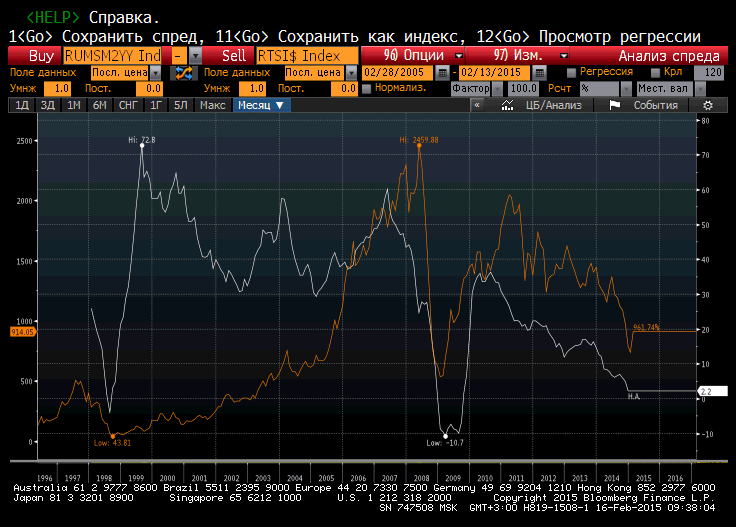 <HELP> Справка.
1<Go> Сохранить спред, 11<Go> Сохранить как индекс, 12<Go> Просмотр регрессии
Buy RUMSM2YY Ind - Sell RTSI$ Index 96) Опции 97) Изм. Анализ спреда
Поле данных Посл. цена Поле данных Посл. цена 02/28/2005 - 02/13/2015 Регрессия Крл 120
Умнж 1.0 Пост. 0.0 Умнж 1.0 Пост. 0.0 Нормализ. Фактор 100.0 Рсчт % Мест. вал
1Д 3Д 1М 6М СНГ 1Г 5Л Макс Месяц ▼ « ЦБ/Анализ События
80
Hi: 72.8 Hi: 2459.88
2500
70
60
2000
50
1500
40
30
1000
914.05 961.74%
20
10
500
2.2
Н.А.
0
0
Low: 43.81 Low: -10.7
-10
1996 1997 1998 1999 2000 2001 2002 2003 2004 2005 2006 2007 2008 2009 2010 2011 2012 2013 2014 2015 2016
Australia 61 2 9777 8600 Brazil 5511 2395 9000 Europe 44 20 7330 7500 Germany 49 69 9204 1210 Hong Kong 852 2977 6000
Japan 81 3 3201 8900 Singapore 65 6212 1000 U.S. 1 212 318 2000 Copyright 2015 Bloomberg Finance L.P.
SN 747508 MSK GMT+3:00 H819-1508-1 16-Feb-2015 09:38:04